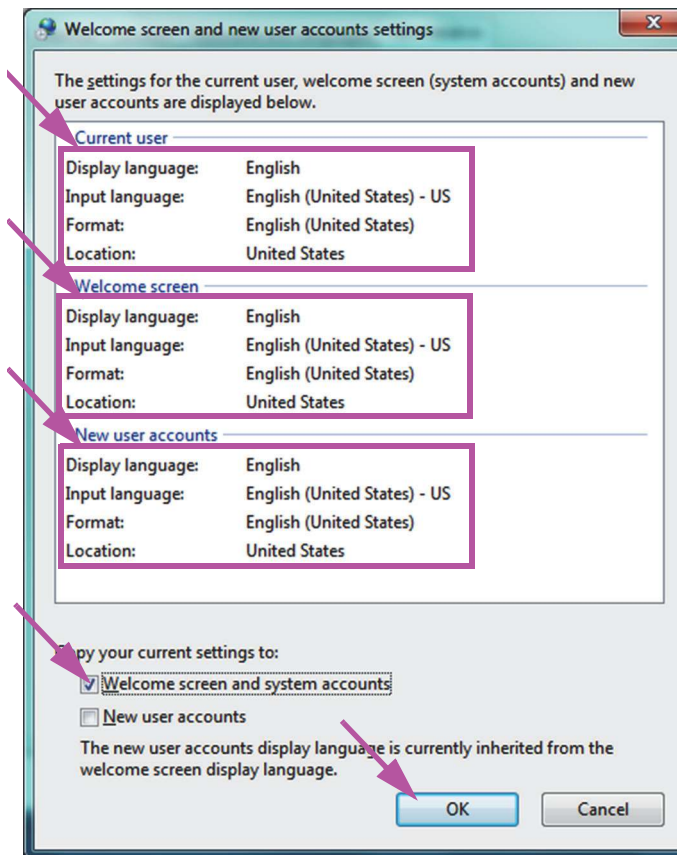 Welcome screen and new user accounts settings
The settings for the current user, welcome screen (system accounts) and new
user accounts are displayed below.
Current user
Display language: English
Input language: English (United States) - US
Format: English (United States)
Location: United States
Welcome screen
Display language: English
Input language: English (United States) - US
Format: English (United States)
Location: United States
New user accounts
Display language: English
Input language: English (United States) - US
Format: English (United States)
Location: United States
Copy your current settings to:
Welcome screen and system accounts
New user accounts
The new user accounts display language is currently inherited from the
welcome screen display language.
OK Cancel